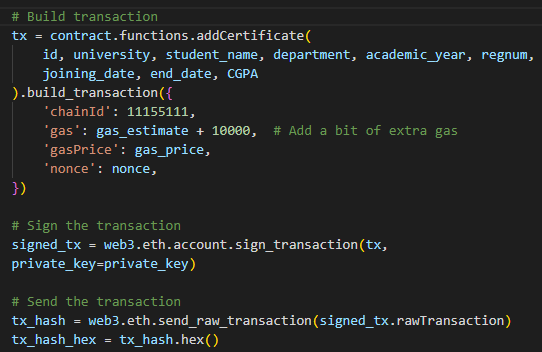 # Build transaction
tx = contract.functions.addCertificate(
    id, university, student_name, department, academic_year, regnum,
    joining_date, end_date, CGPA
).build_transaction({
    'chainId': 11155111,
    'gas': gas_estimate + 10000,  # Add a bit of extra gas
    'gasPrice': gas_price,
    'nonce': nonce,
})

# Sign the transaction
signed_tx = web3.eth.account.sign_transaction(tx,
private_key=private_key)

# Send the transaction
tx_hash = web3.eth.send_raw_transaction(signed_tx.rawTransaction)
tx_hash_hex = tx_hash.hex()